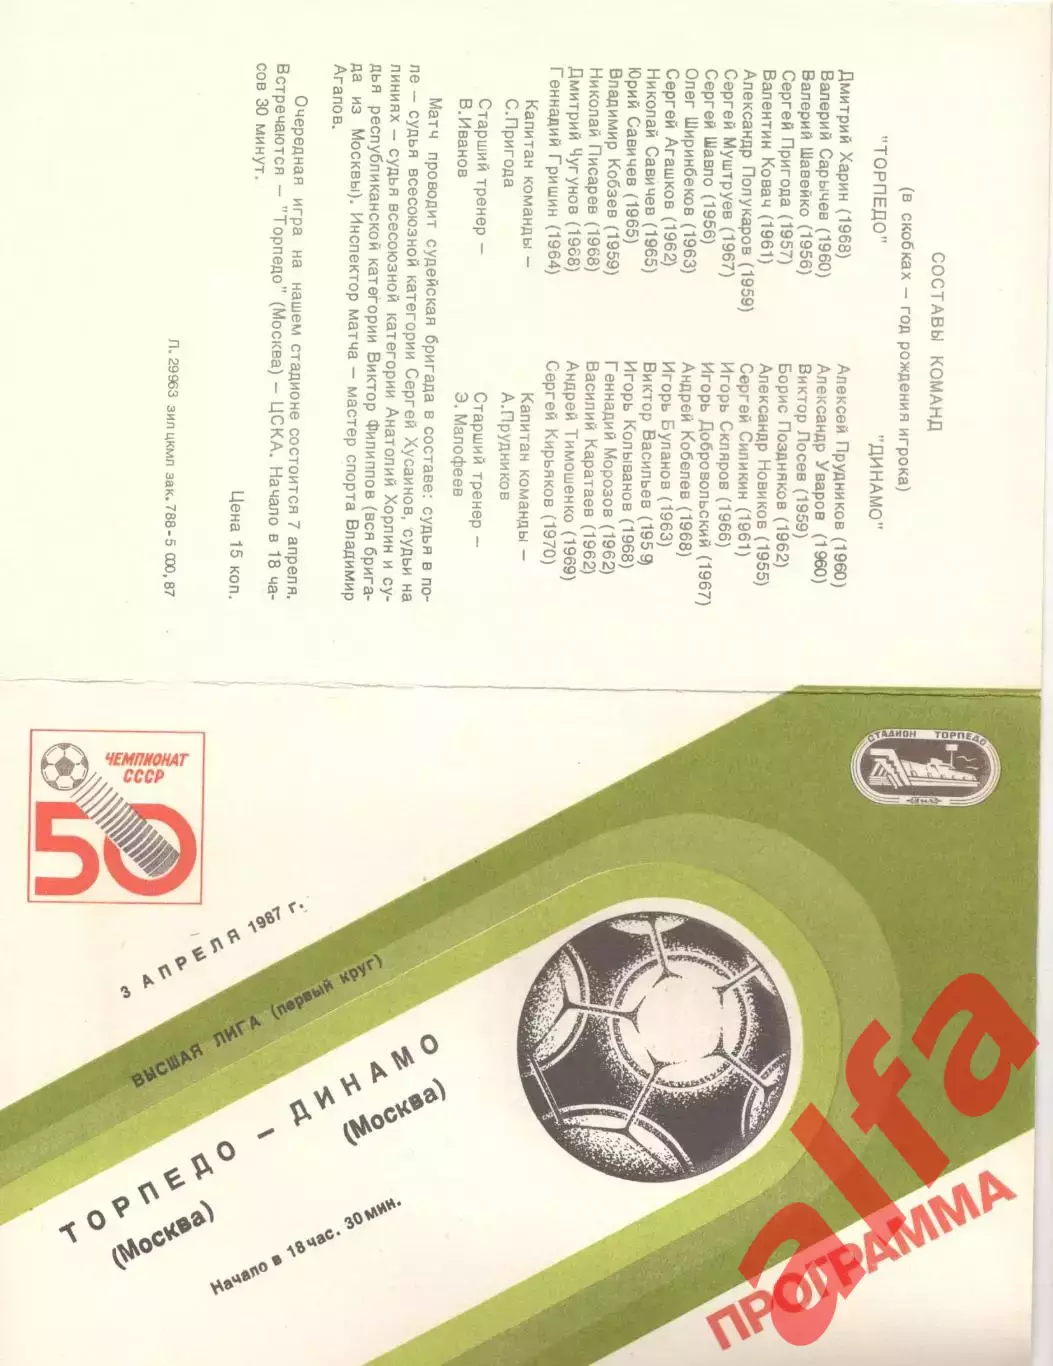 СОСТАВЫ КОМАНД
(в скобках – год рождения игрока)
"ТОРПЕДО"
Дмитрий Харин (1968)
Валерий Сарычев (1960)
Валерий Шавейко (1956)
Сергей Пригода (1957)
Валентин Ковач (1961)
Александр Полукаров (1959)
Сергей Муштруев (1967)
Сергей Шавло (1956)
Олег Ширинбеков (1963)
Сергей Агашков (1962)
Николай Савичев (1965)
Юрий Савичев (1965)
Владимир Кобзев (1959)
Николай Писарев (1968)
Дмитрий Чугунов (1968)
Геннадий Гришин (1964)
Капитан команды –
С.Пригода
Старший тренер –
В.Иванов
"ДИНАМО"
Алексей Прудников (1960)
Александр Уваров (1960)
Виктор Лосев (1959)
Борис Поздняков (1962)
Александр Новиков (1955)
Сергей Силикин (1961)
Игорь Скляров (1966)
Игорь Добровольский (1967)
Андрей Кобелев (1968)
Игорь Буланов (1963)
Виктор Васильев (1959)
Игорь Колыванов (1968)
Геннадий Морозов (1962)
Василий Каратаев (1962)
Андрей Тимошенко (1969)
Сергей Кирьяков (1970)
Капитан команды –
А.Прудников
Старший тренер –
Э. Малофеев
Матч проводит судейская бригада в составе: судья в по-
ле – судья всесоюзной категории Сергей Хусаинов, судьи на
линиях – судья всесоюзной категории Анатолий Хорлин и су-
дья республиканской категории Виктор Филиппов (вся брига-
да из Москвы). Инспектор матча – мастер спорта Владимир
Агапов.
Очередная игра на нашем стадионе состоится 7 апреля.
Встречаются – "Торпедо" (Москва) – ЦСКА. Начало в 18 ча-
сов 30 минут.
Цена 15 коп.
Л. 29963 зип цкмп зак.788-5 000,87
ЧЕМПИОНАТ
СССР
50
СТАДИОН ТОРПЕДО
ЗИЛ
3 АПРЕЛЯ 1987 г.
ВЫСШАЯ ЛИГА (первый круг)
ТОРПЕДО – ДИНАМО
(Москва) (Москва)
Начало в 18 час. 30 мин.
ПРОГРАММА
alfa